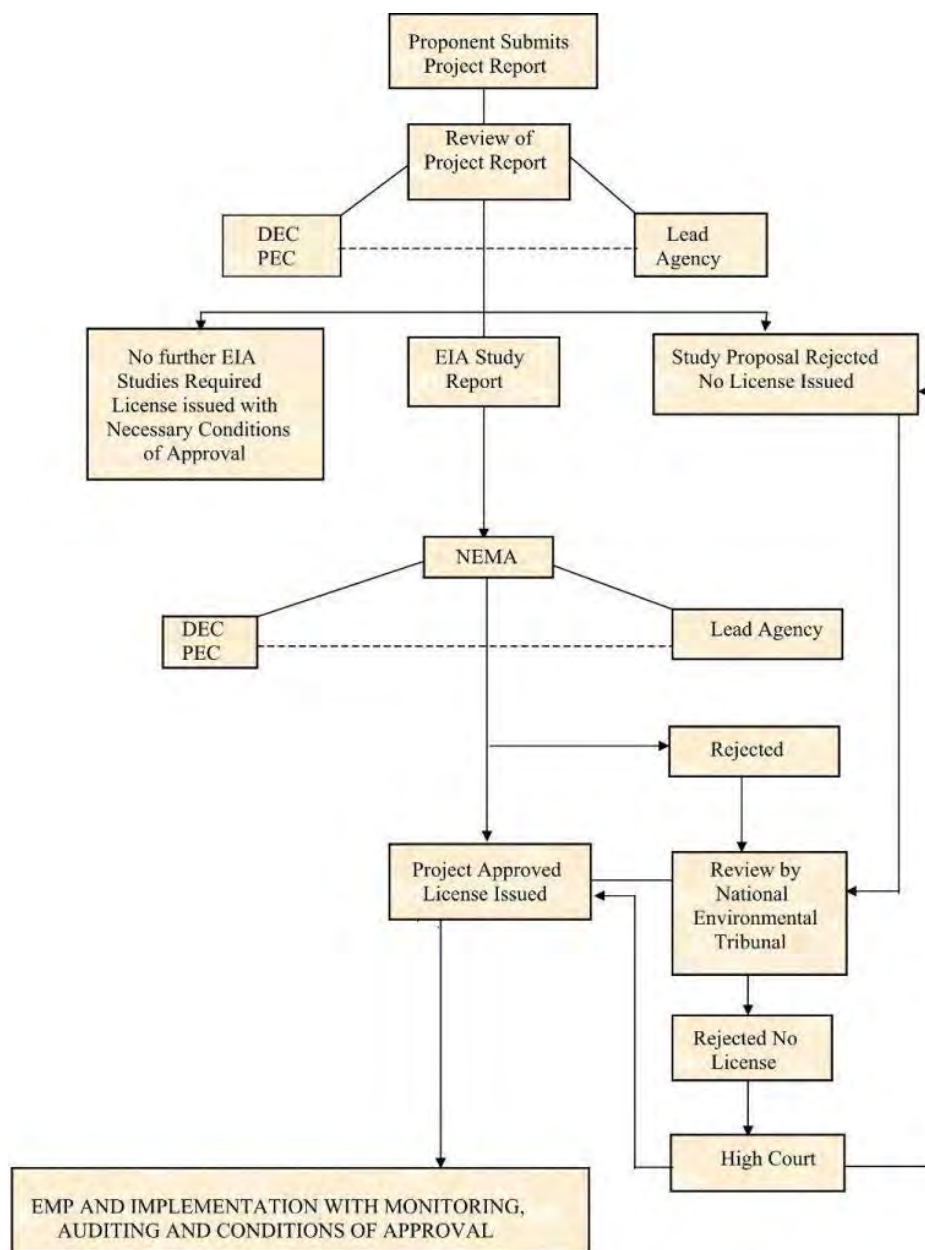 Proponent Submits
Project Report
Review of
Project Report
DEC
PEC
Lead
Agency
No further EIA
Studies Required
License issued with
Necessary Conditions
of Approval
EIA Study
Report
Study Proposal Rejected
No License Issued
NEMA
DEC
PEC
Lead Agency
Rejected
Project Approved
License Issued
Review by
National
Environmental
Tribunal
Rejected No
License
High Court
EMP AND IMPLEMENTATION WITH MONITORING,
AUDITING AND CONDITIONS OF APPROVAL